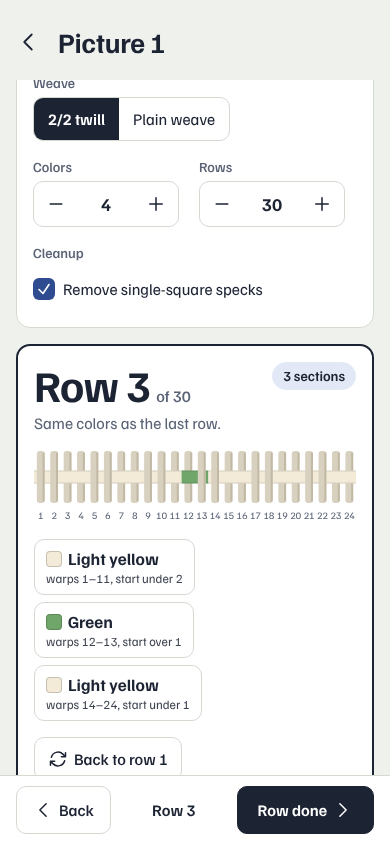 Picture 1
Weave
2/2 twill Plain weave
Colors Rows
4 30
Cleanup
Remove single-square specks
Row 3 of 30 3 sections
Same colors as the last row.
1 2 3 4 5 6 7 8 9 10 11 12 13 14 15 16 17 18 19 20 21 22 23 24
Light yellow
warps 1–11, start under 2
Green
warps 12–13, start over 1
Light yellow
warps 14–24, start under 1
Back to row 1
Back Row 3 Row done